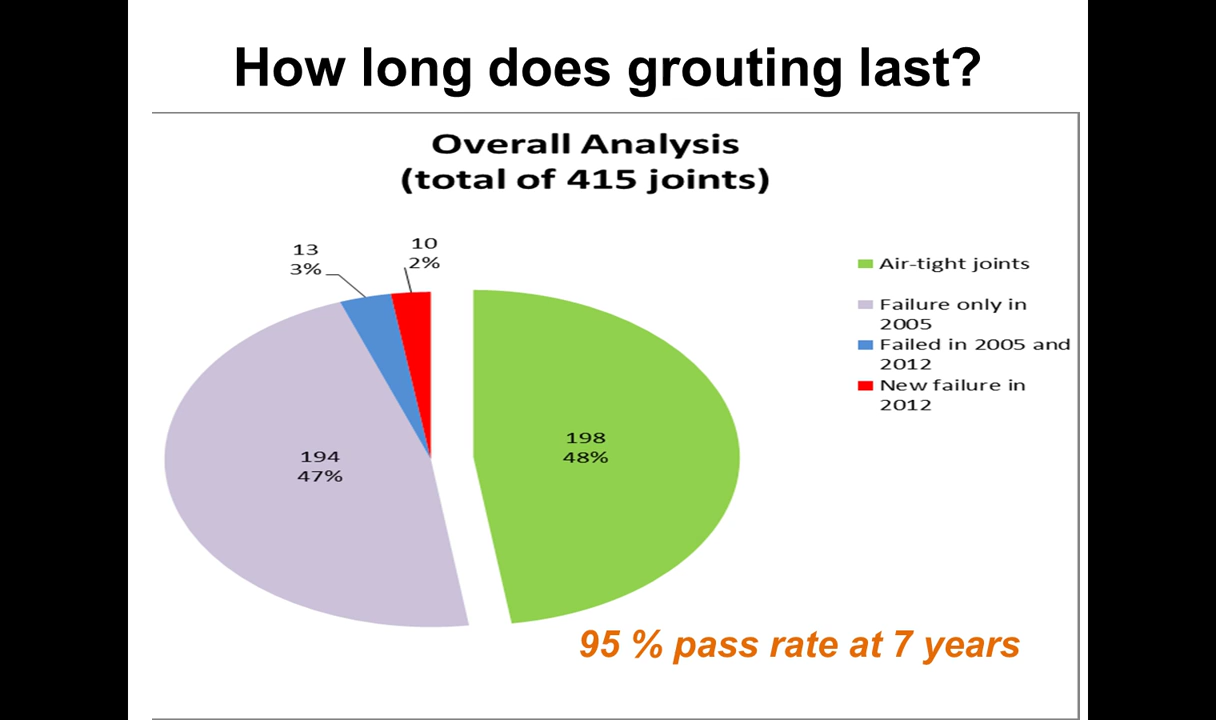 How long does grouting last?
Overall Analysis
(total of 415 joints)
13
3%
10
2%
194
47%
198
48%
Air-tight joints
Failure only in
2005
Failed in 2005 and
2012
New failure in
2012
95 % pass rate at 7 years